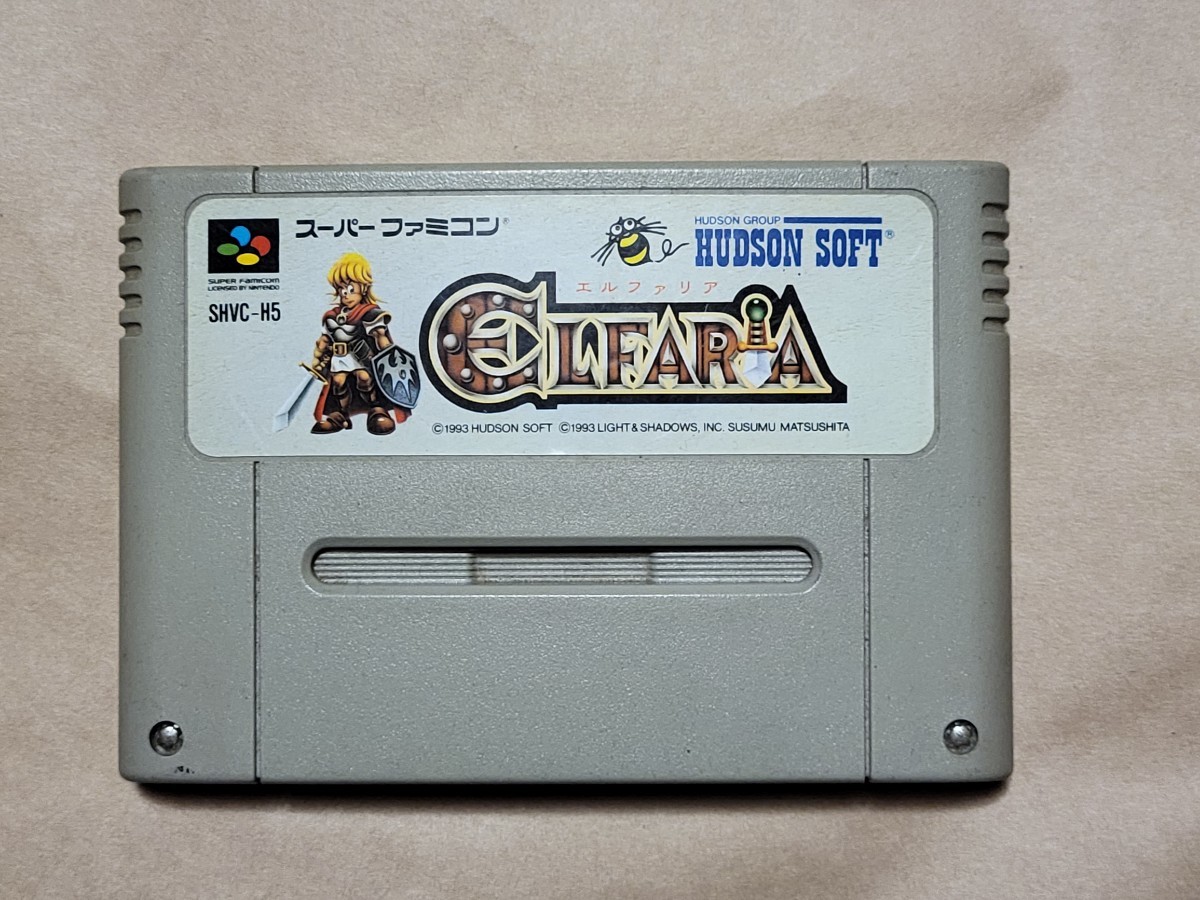 スーパーファミコン®
HUDSON GROUP
HUDSON SOFT®
SUPER FAMICOM
LICENSED BY NINTENDO
SHVC-H5
エルファリア
ELFARIA
©1993 HUDSON SOFT ©1993 LIGHT & SHADOWS, INC. SUSUMU MATSUSHITA